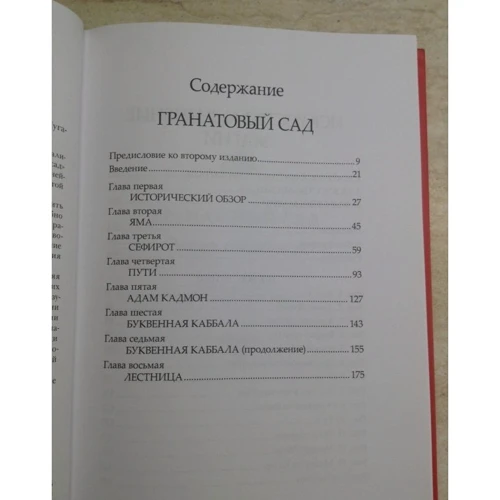 Содержание
ГРАНАТОВЫЙ САД
Предисловие ко второму изданию 9
Введение 21
Глава первая
ИСТОРИЧЕСКИЙ ОБЗОР 27
Глава вторая
ЯМА 45
Глава третья
СЕФИРОТ 59
Глава четвертая
ПУТИ 93
Глава пятая
АДАМ КАДМОН 127
Глава шестая
БУКВЕННАЯ КАББАЛА 143
Глава седьмая
БУКВЕННАЯ КАББАЛА (продолжение) 155
Глава восьмая
ЛЕСТНИЦА 175